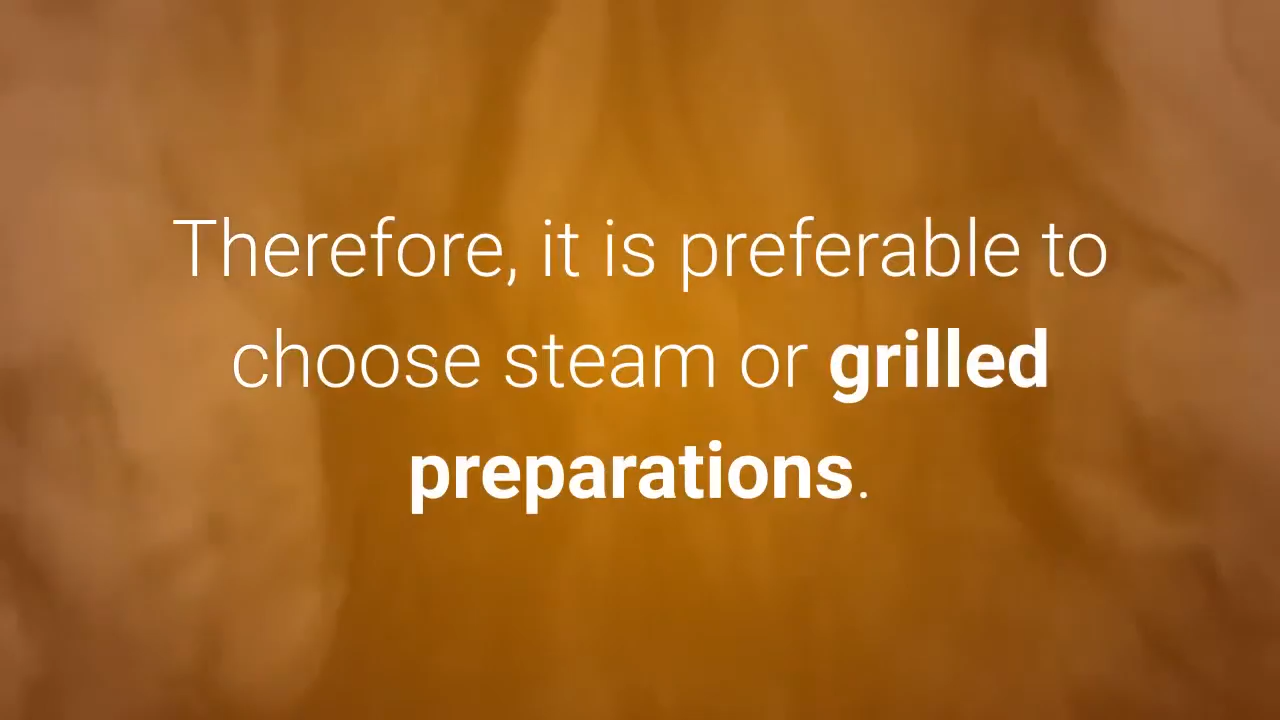 Therefore, it is preferable to
choose steam or grilled
preparations.